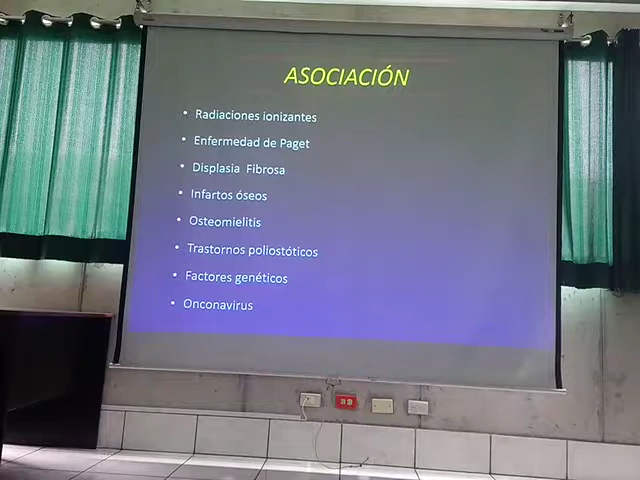 ASOCIACIÓN
• Radiaciones ionizantes
• Enfermedad de Paget
• Displasia Fibrosa
• Infartos óseos
• Osteomielitis
• Trastornos poliostóticos
• Factores genéticos
• Onconavirus